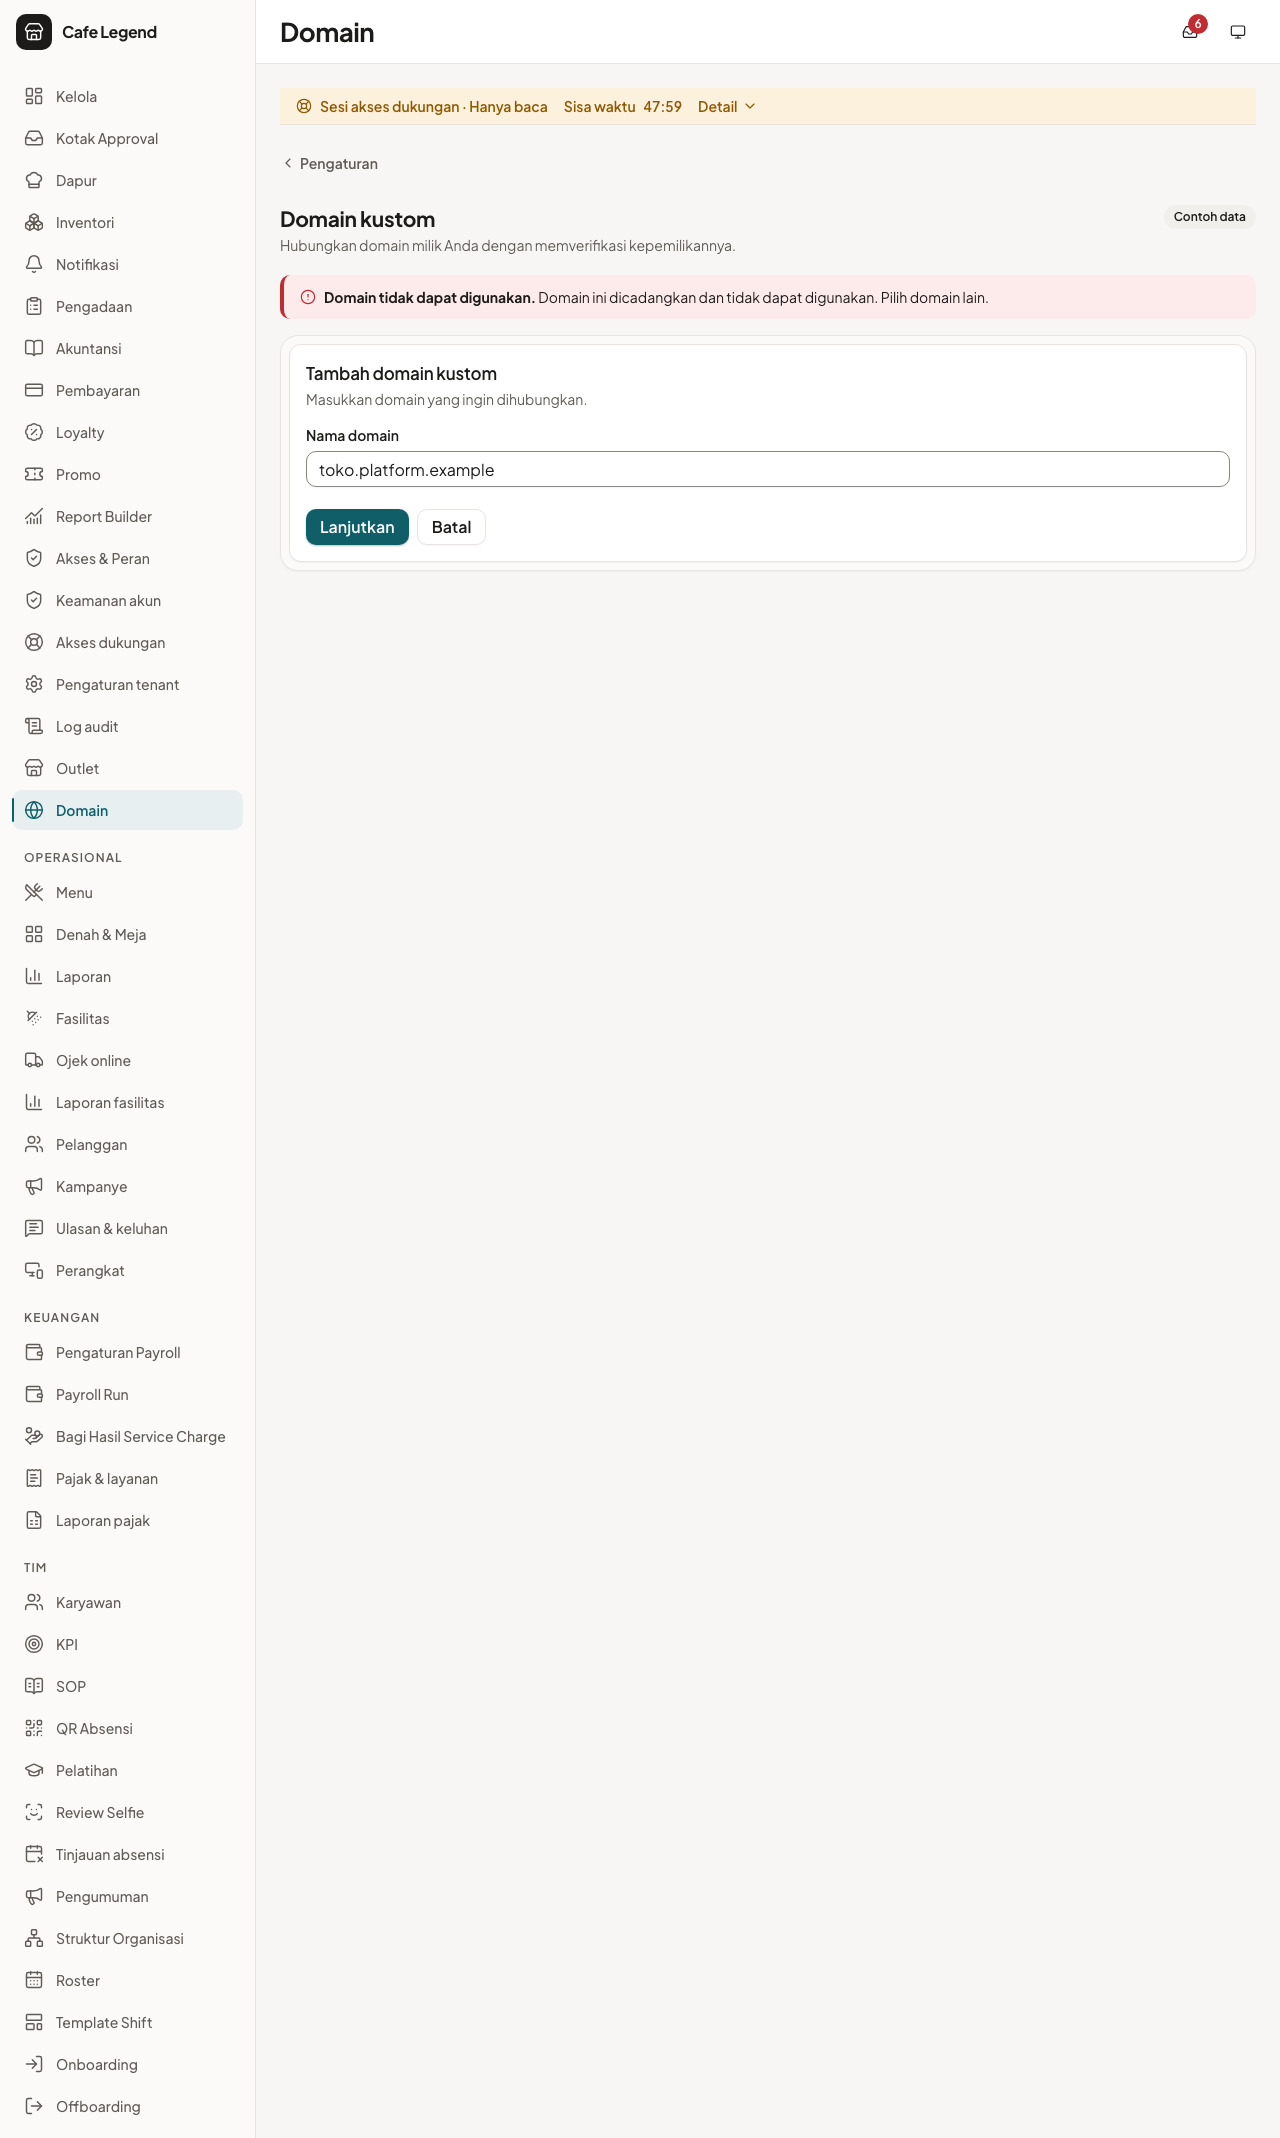 Cafe Legend
Kelola
Kotak Approval
Dapur
Inventori
Notifikasi
Pengadaan
Akuntansi
Pembayaran
Loyalty
Promo
Report Builder
Akses & Peran
Keamanan akun
Akses dukungan
Pengaturan tenant
Log audit
Outlet
Domain
OPERASIONAL
Menu
Denah & Meja
Laporan
Fasilitas
Ojek online
Laporan fasilitas
Pelanggan
Kampanye
Ulasan & keluhan
Perangkat
KEUANGAN
Pengaturan Payroll
Payroll Run
Bagi Hasil Service Charge
Pajak & layanan
Laporan pajak
TIM
Karyawan
KPI
SOP
QR Absensi
Pelatihan
Review Selfie
Tinjauan absensi
Pengumuman
Struktur Organisasi
Roster
Template Shift
Onboarding
Offboarding
Domain
6
Sesi akses dukungan · Hanya baca Sisa waktu 47:59 Detail
Pengaturan
Domain kustom
Contoh data
Hubungkan domain milik Anda dengan memverifikasi kepemilikannya.
Domain tidak dapat digunakan. Domain ini dicadangkan dan tidak dapat digunakan. Pilih domain lain.
Tambah domain kustom
Masukkan domain yang ingin dihubungkan.
Nama domain
toko.platform.example
Lanjutkan Batal